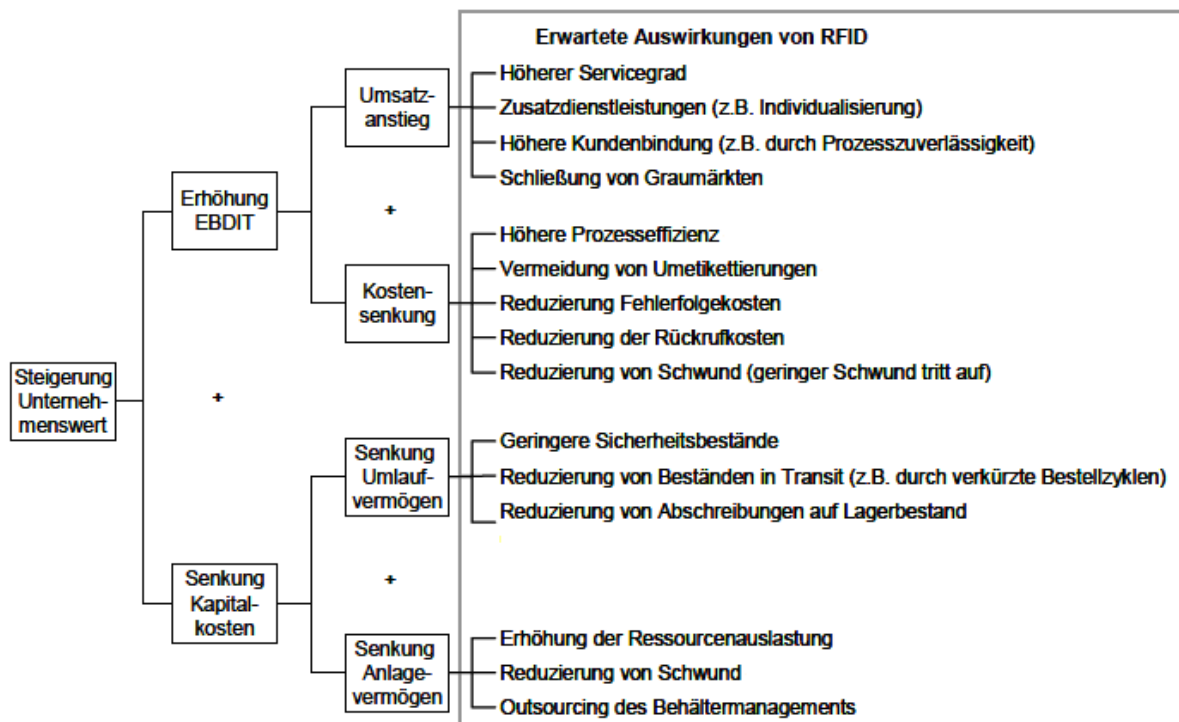 Erwartete Auswirkungen von RFID
Umsatz-
anstieg
Höherer Servicegrad
Zusatzdienstleistungen (z.B. Individualisierung)
Höhere Kundenbindung (z.B. durch Prozesszuverlässigkeit)
Schließung von Graumärkten
Erhöhung
EBDIT
+
Kosten-
senkung
Höhere Prozesseffizienz
Vermeidung von Umetikettierungen
Reduzierung Fehlerfolgekosten
Reduzierung der Rückrufkosten
Reduzierung von Schwund (geringer Schwund tritt auf)
Steigerung
Unterneh-
menswert
+
Senkung
Umlauf-
vermögen
Geringere Sicherheitsbestände
Reduzierung von Beständen in Transit (z.B. durch verkürzte Bestellzyklen)
Reduzierung von Abschreibungen auf Lagerbestand
Senkung
Kapital-
kosten
+
Senkung
Anlage-
vermögen
Erhöhung der Ressourcenauslastung
Reduzierung von Schwund
Outsourcing des Behältermanagements